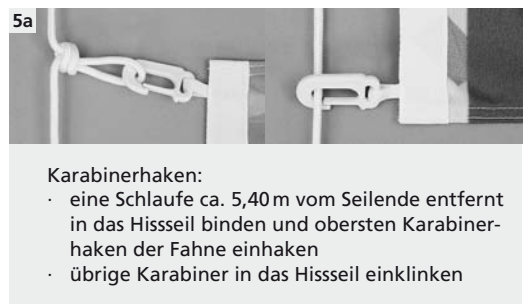 5a
Karabinerhaken:
· eine Schlaufe ca. 5,40 m vom Seilende entfernt
in das Hissseil binden und obersten Karabiner-
haken der Fahne einhaken
· übrige Karabiner in das Hissseil einklinken